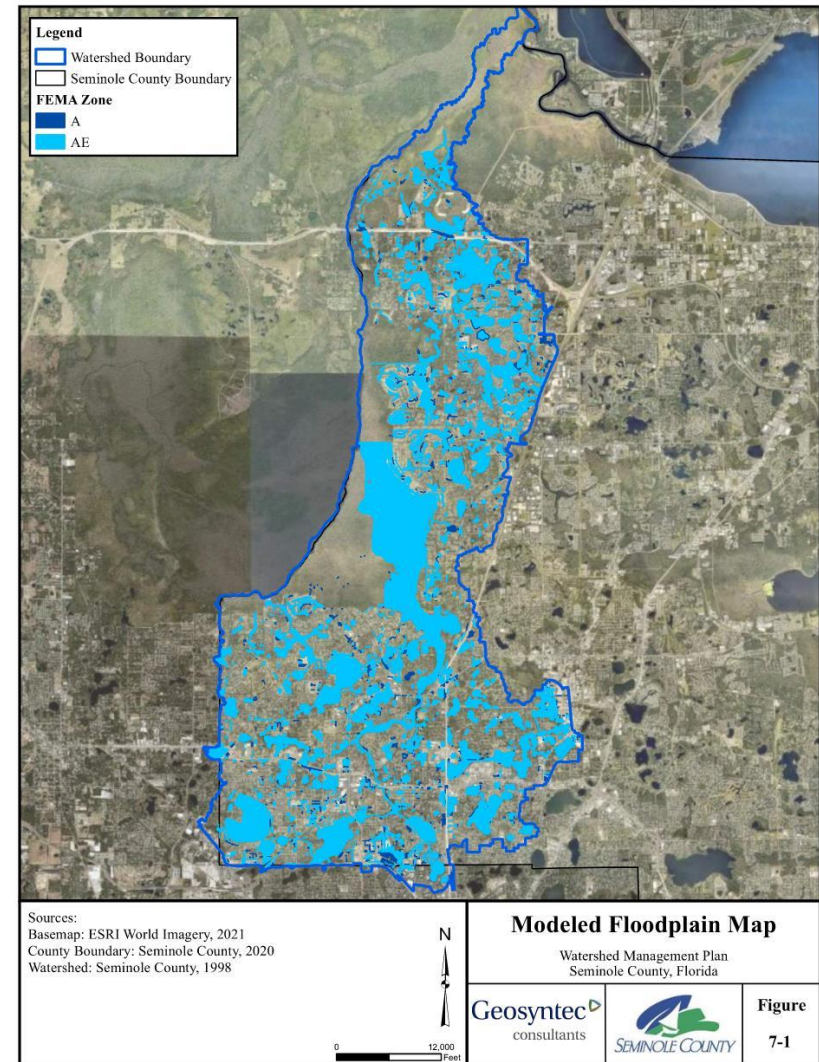 Legend
Watershed Boundary
Seminole County Boundary
FEMA Zone
A
AE
Sources:
Basemap: ESRI World Imagery, 2021
County Boundary: Seminole County, 2020
Watershed: Seminole County, 1998
N
0 12,000
Feet
Modeled Floodplain Map
Watershed Management Plan
Seminole County, Florida
Geosyntec
consultants
SEMINOLE COUNTY
Figure
7-1